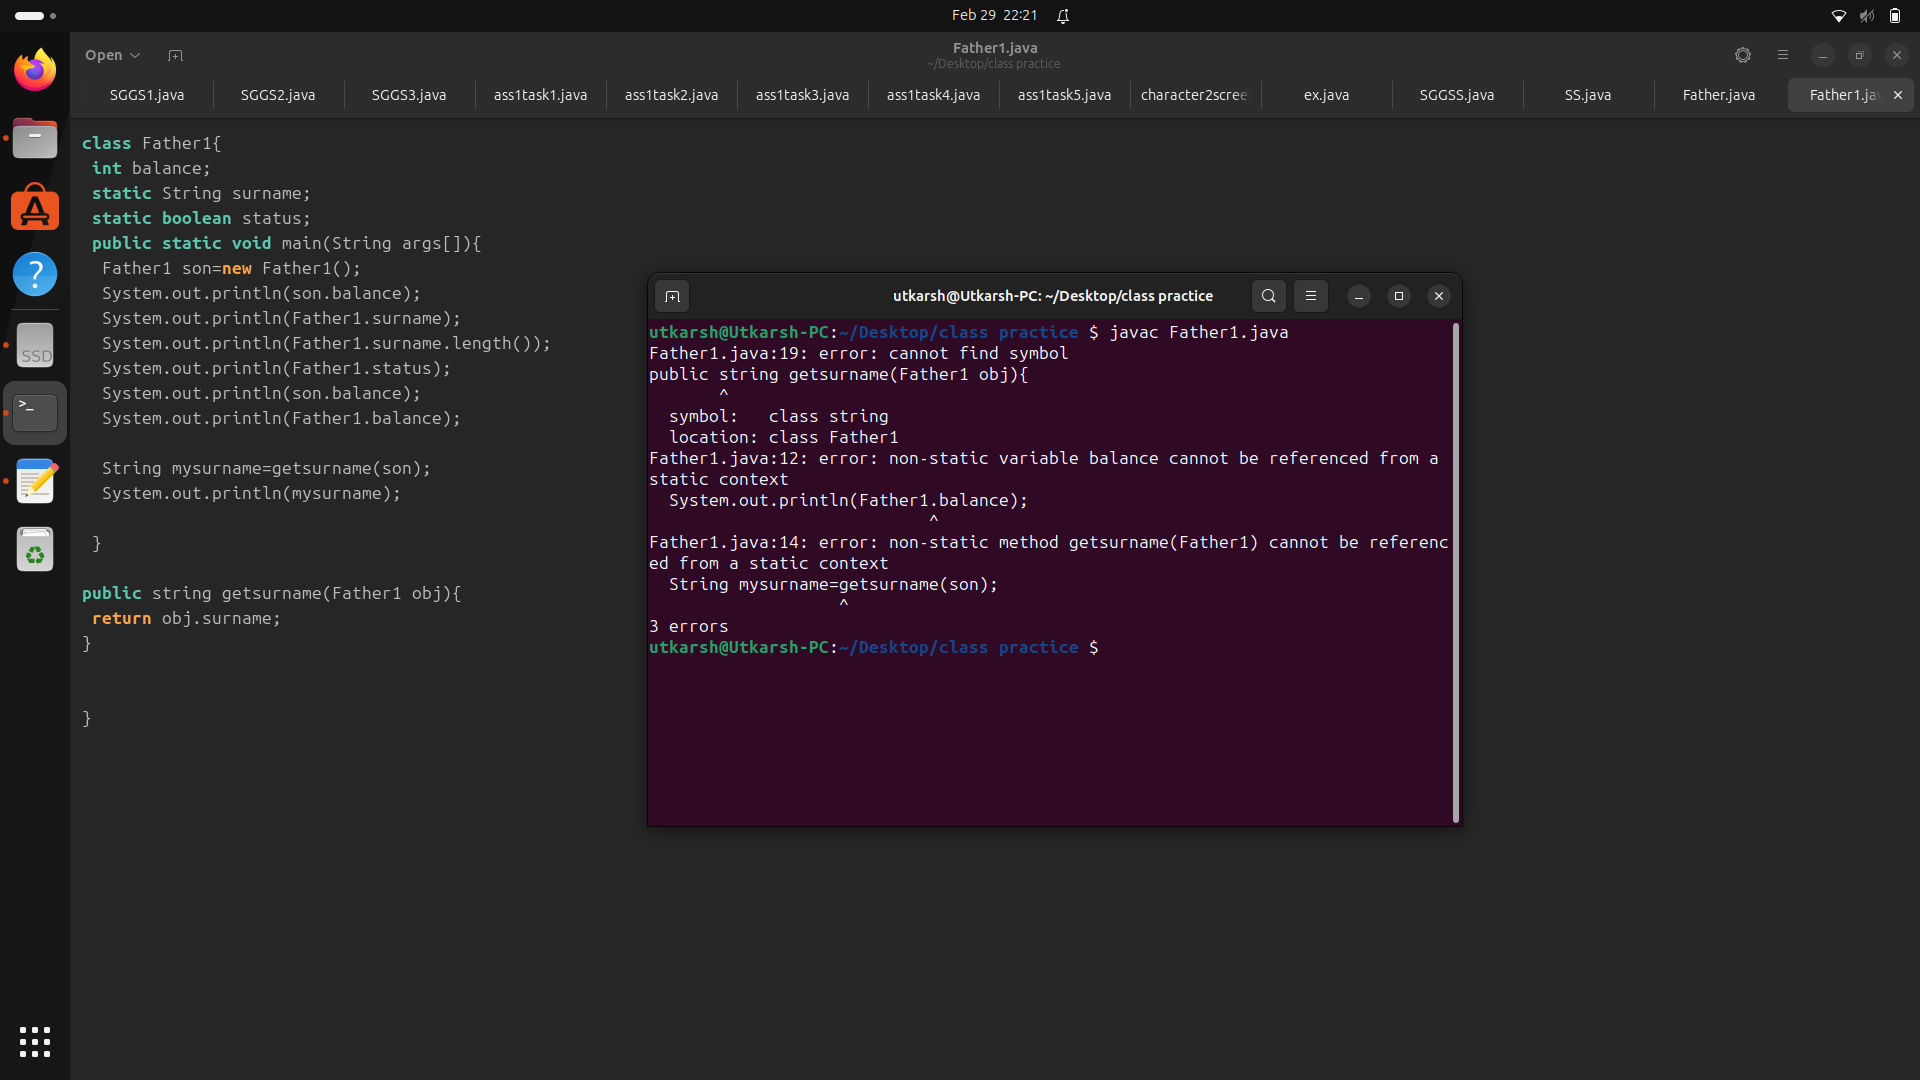 Feb 29 22:21
Open
Father1.java
~/Desktop/class practice
SGGS1.java
SGGS2.java
SGGS3.java
ass1task1.java
ass1task2.java
ass1task3.java
ass1task4.java
ass1task5.java
character2scree
ex.java
SGGSS.java
SS.java
Father.java
Father1.ja
class Father1{
int balance;
static String surname;
static boolean status;
public static void main(String args[]){
Father1 son=new Father1();
System.out.println(son.balance);
System.out.println(Father1.surname);
System.out.println(Father1.surname.length());
System.out.println(Father1.status);
System.out.println(son.balance);
System.out.println(Father1.balance);
String mysurname=getsurname(son);
System.out.println(mysurname);
}
public string getsurname(Father1 obj){
return obj.surname;
}
}
utkarsh@Utkarsh-PC: ~/Desktop/class practice
utkarsh@Utkarsh-PC:~/Desktop/class practice $ javac Father1.java
Father1.java:19: error: cannot find symbol
public string getsurname(Father1 obj){
^
symbol:   class string
location: class Father1
Father1.java:12: error: non-static variable balance cannot be referenced from a
static context
System.out.println(Father1.balance);
^
Father1.java:14: error: non-static method getsurname(Father1) cannot be referenc
ed from a static context
String mysurname=getsurname(son);
^
3 errors
utkarsh@Utkarsh-PC:~/Desktop/class practice $
SSD